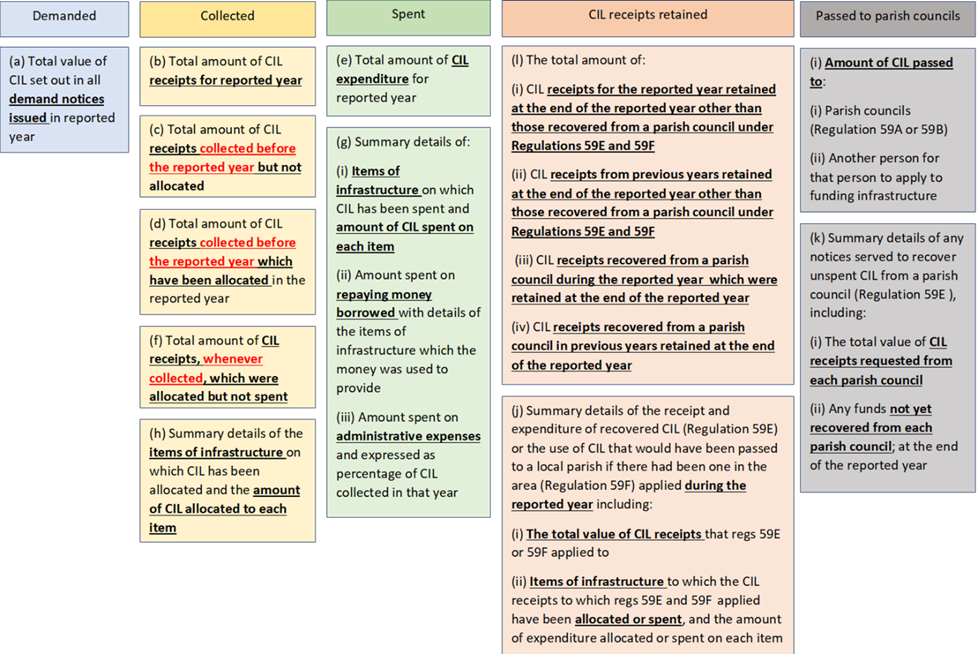 Demanded
(a) Total value of
CIL set out in all
demand notices
issued in reported
year
Collected
(b) Total amount of CIL
receipts for reported year
(c) Total amount of CIL
receipts collected before
the reported year but not
allocated
(d) Total amount of CIL
receipts collected before
the reported year which
have been allocated in the
reported year
(f) Total amount of CIL
receipts, whenever
collected, which were
allocated but not spent
(h) Summary details of the
items of infrastructure on
which CIL has been
allocated and the amount
of CIL allocated to each
item
Spent
(e) Total amount of CIL
expenditure for
reported year
(g) Summary details of:
(i) Items of
infrastructure on which
CIL has been spent and
amount of CIL spent on
each item
(ii) Amount spent on
repaying money
borrowed with details of
the items of
infrastructure which the
money was used to
provide
(iii) Amount spent on
administrative expenses
and expressed as
percentage of CIL
collected in that year
CIL receipts retained
(l) The total amount of:
(i) CIL receipts for the reported year retained
at the end of the reported year other than
those recovered from a parish council under
Regulations 59E and 59F
(ii) CIL receipts from previous years retained
at the end of the reported year other than
those recovered from a parish council under
Regulations 59E and 59F
(iii) CIL receipts recovered from a parish
council during the reported year which were
retained at the end of the reported year
(iv) CIL receipts recovered from a parish
council in previous years retained at the end
of the reported year
(j) Summary details of the receipt and
expenditure of recovered CIL (Regulation 59E)
or the use of CIL that would have been passed
to a local parish if there had been one in the
area (Regulation 59F) applied during the
reported year including:
(i) The total value of CIL receipts that regs 59E
or 59F applied to
(ii) Items of infrastructure to which the CIL
receipts to which regs 59E and 59F applied
have been allocated or spent, and the amount
of expenditure allocated or spent on each item
Passed to parish councils
(i) Amount of CIL passed
to:
(i) Parish councils
(Regulation 59A or 59B)
(ii) Another person for
that person to apply to
funding infrastructure
(k) Summary details of any
notices served to recover
unspent CIL from a parish
council (Regulation 59E ),
including:
(i) The total value of CIL
receipts requested from
each parish council
(ii) Any funds not yet
recovered from each
parish council; at the end
of the reported year